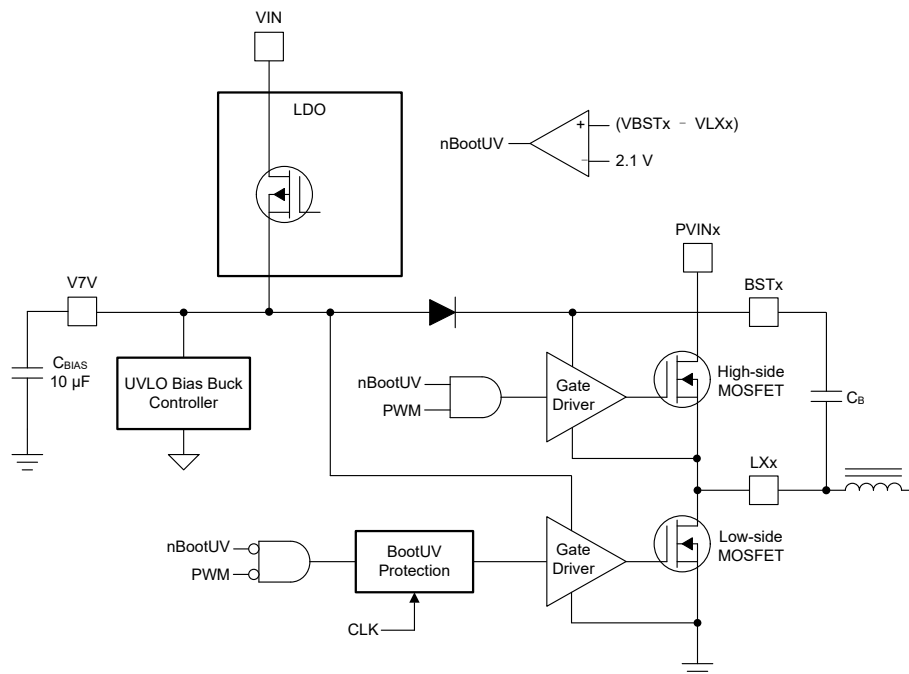 VIN
LDO
nBootUV
+
(VBSTx - VLXx)
-
2.1 V
PVINx
V7V
BSTx
CBIAS
10 µF
UVLO Bias Buck
Controller
nBootUV
PWM
Gate
Driver
High-side
MOSFET
CB
LXx
nBootUV
PWM
BootUV
Protection
Gate
Driver
Low-side
MOSFET
CLK